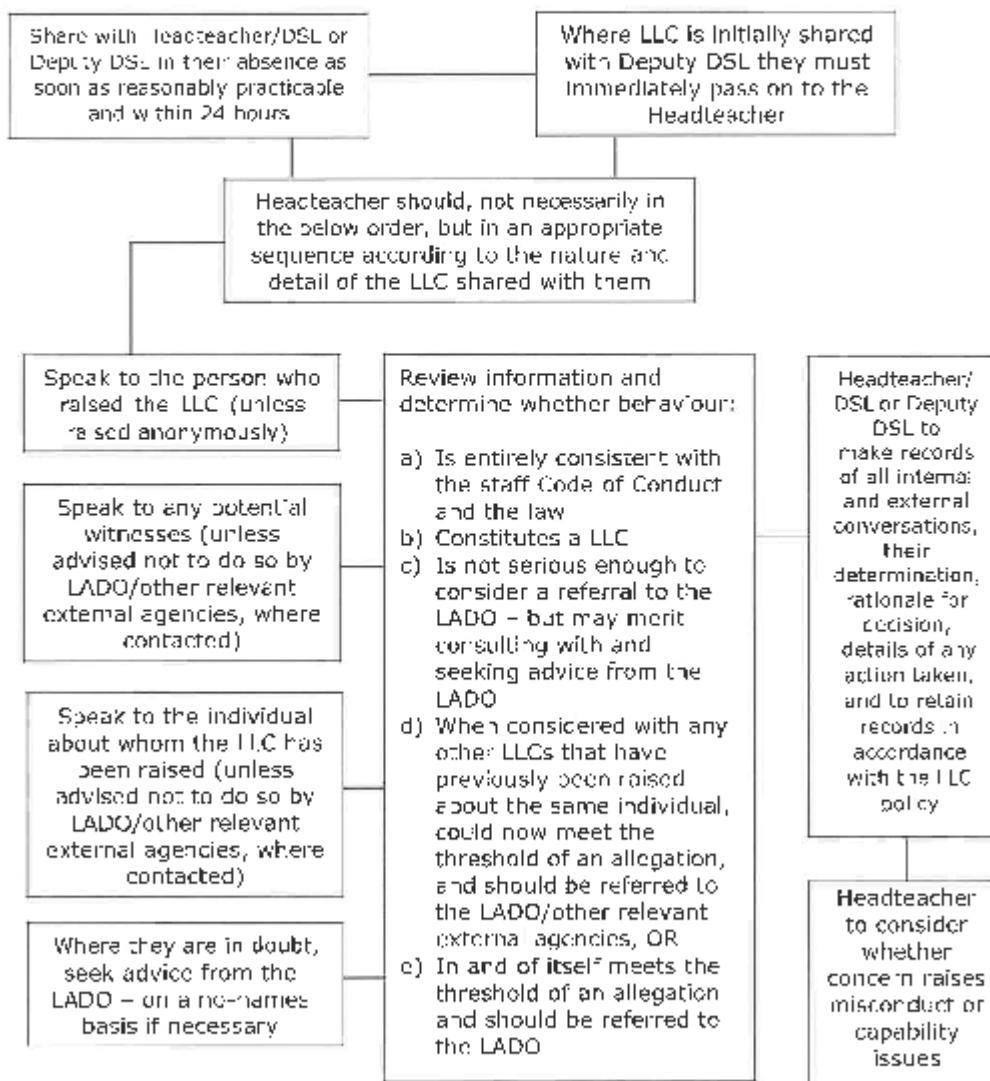 Share with Headteacher/DSL or
Deputy DSL in their absence as
soon as reasonably practicable
and within 24 hours
Where LLC is initially shared
with Deputy DSL they must
immediately pass on to the
Headteacher
Headteacher should, not necessarily in
the below order, but in an appropriate
sequence according to the nature and
detail of the LLC shared with them
Speak to the person who
raised the LLC (unless
raised anonymously)
Speak to any potential
witnesses (unless
advised not to do so by
LADO/other relevant
external agencies, where
contacted)
Speak to the individual
about whom the LLC has
been raised (unless
advised not to do so by
LADO/other relevant
external agencies, where
contacted)
Where they are in doubt,
seek advice from the
LADO – on a no-names
basis if necessary
Review information and
determine whether behaviour:
a) Is entirely consistent with
the staff Code of Conduct
and the law
b) Constitutes a LLC
c) Is not serious enough to
consider a referral to the
LADO – but may merit
consulting with and
seeking advice from the
LADO
d) When considered with any
other LLCs that have
previously been raised
about the same individual,
could now meet the
threshold of an allegation,
and should be referred to
the LADO/other relevant
external agencies, OR
e) In and of itself meets the
threshold of an allegation
and should be referred to
the LADO
Headteacher/
DSL or Deputy
DSL to
make records
of all internal
and external
conversations,
their
determination,
rationale for
decision,
details of any
action taken,
and to retain
records in
accordance
with the LLC
policy
Headteacher
to consider
whether
concern raises
misconduct or
capability
issues